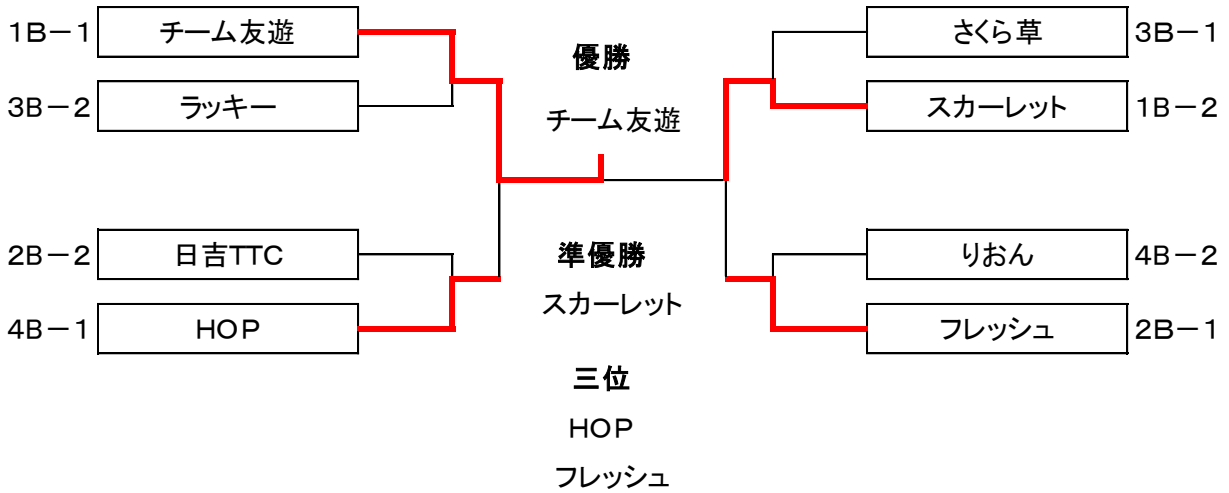 1B－1 チーム友遊
3B－2 ラッキー
2B－2 日吉TTC
4B－1 HOP
優勝
チーム友遊
準優勝
スカーレット
三位
HOP
フレッシュ
さくら草 3B－1
スカーレット 1B－2
りおん 4B－2
フレッシュ 2B－1